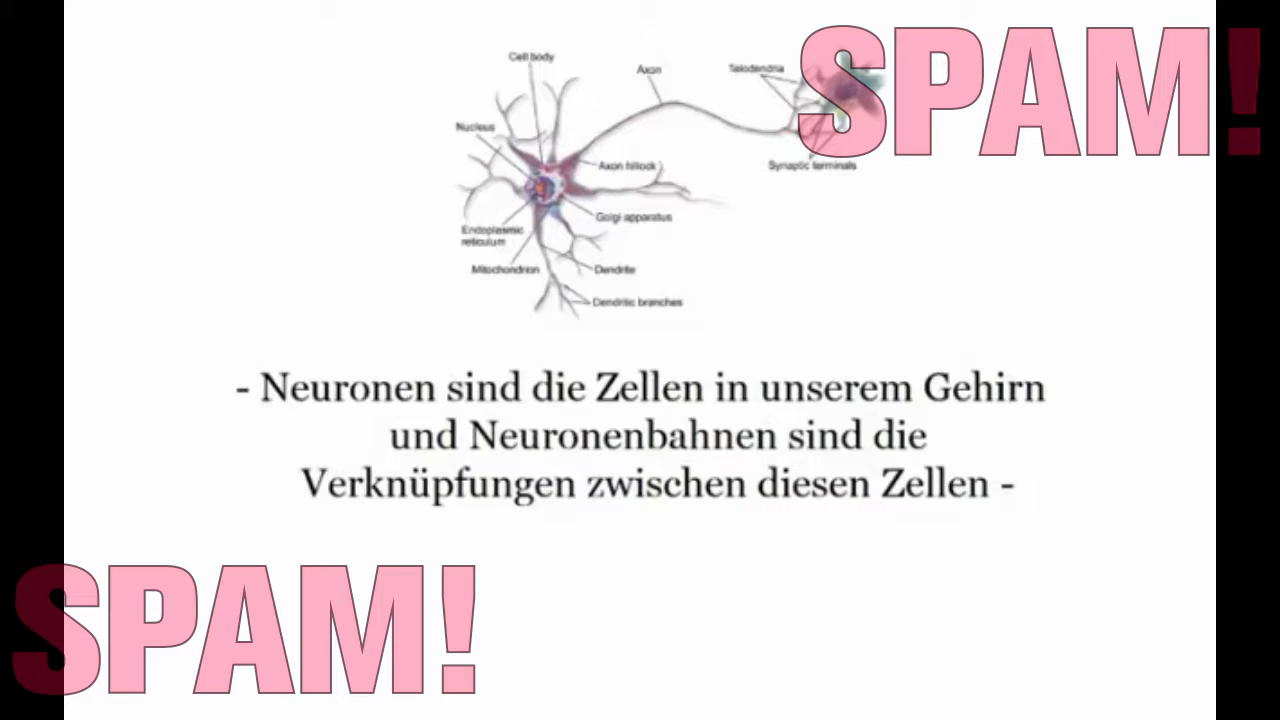 SPAM!
Cell body
Axon
Telodendria
Nucleus
Axon hillock
Synaptic terminals
Golgi apparatus
Endoplasmic
reticulum
Mitochondrion
Dendrite
Dendritic branches
- Neuronen sind die Zellen in unserem Gehirn
und Neuronenbahnen sind die
Verknüpfungen zwischen diesen Zellen -
SPAM!